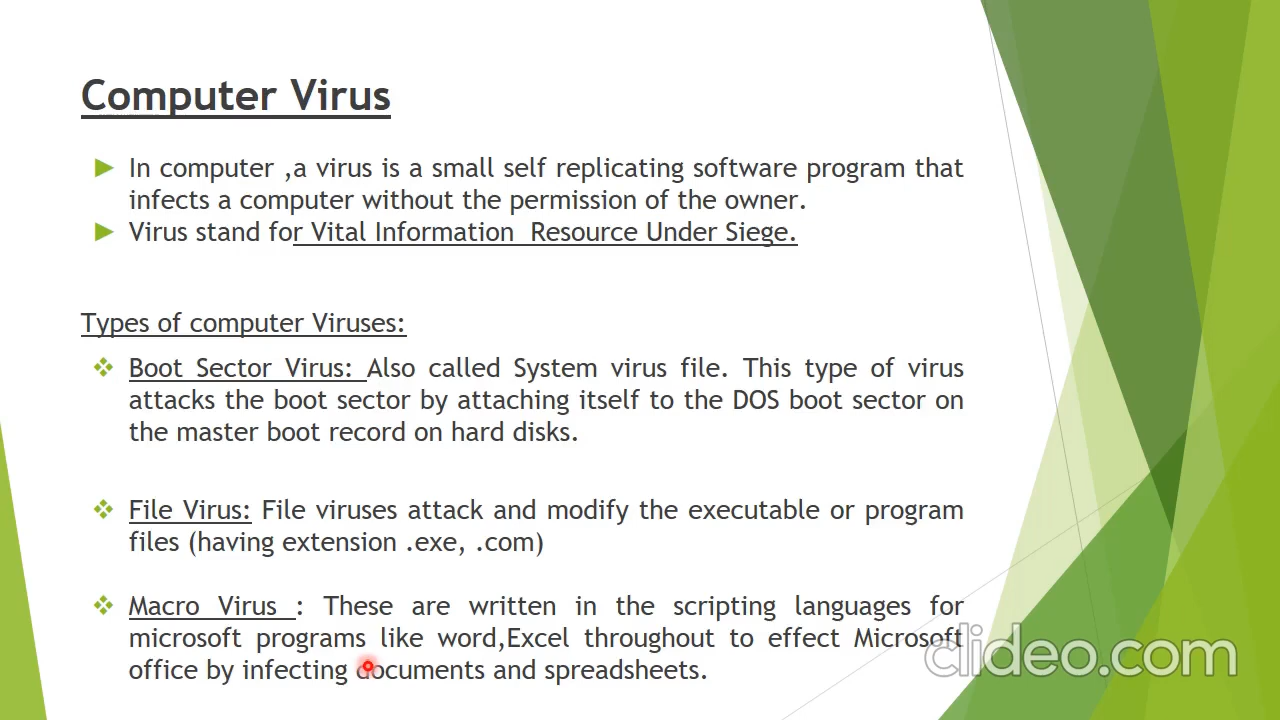 Computer Virus
In computer ,a virus is a small self replicating software program that
infects a computer without the permission of the owner.
Virus stand for Vital Information Resource Under Siege.
Types of computer Viruses:
Boot Sector Virus: Also called System virus file. This type of virus
attacks the boot sector by attaching itself to the DOS boot sector on
the master boot record on hard disks.
File Virus: File viruses attack and modify the executable or program
files (having extension .exe, .com)
Macro Virus : These are written in the scripting languages for
microsoft programs like word,Excel throughout to effect Microsoft
office by infecting documents and spreadsheets.
clideo.com